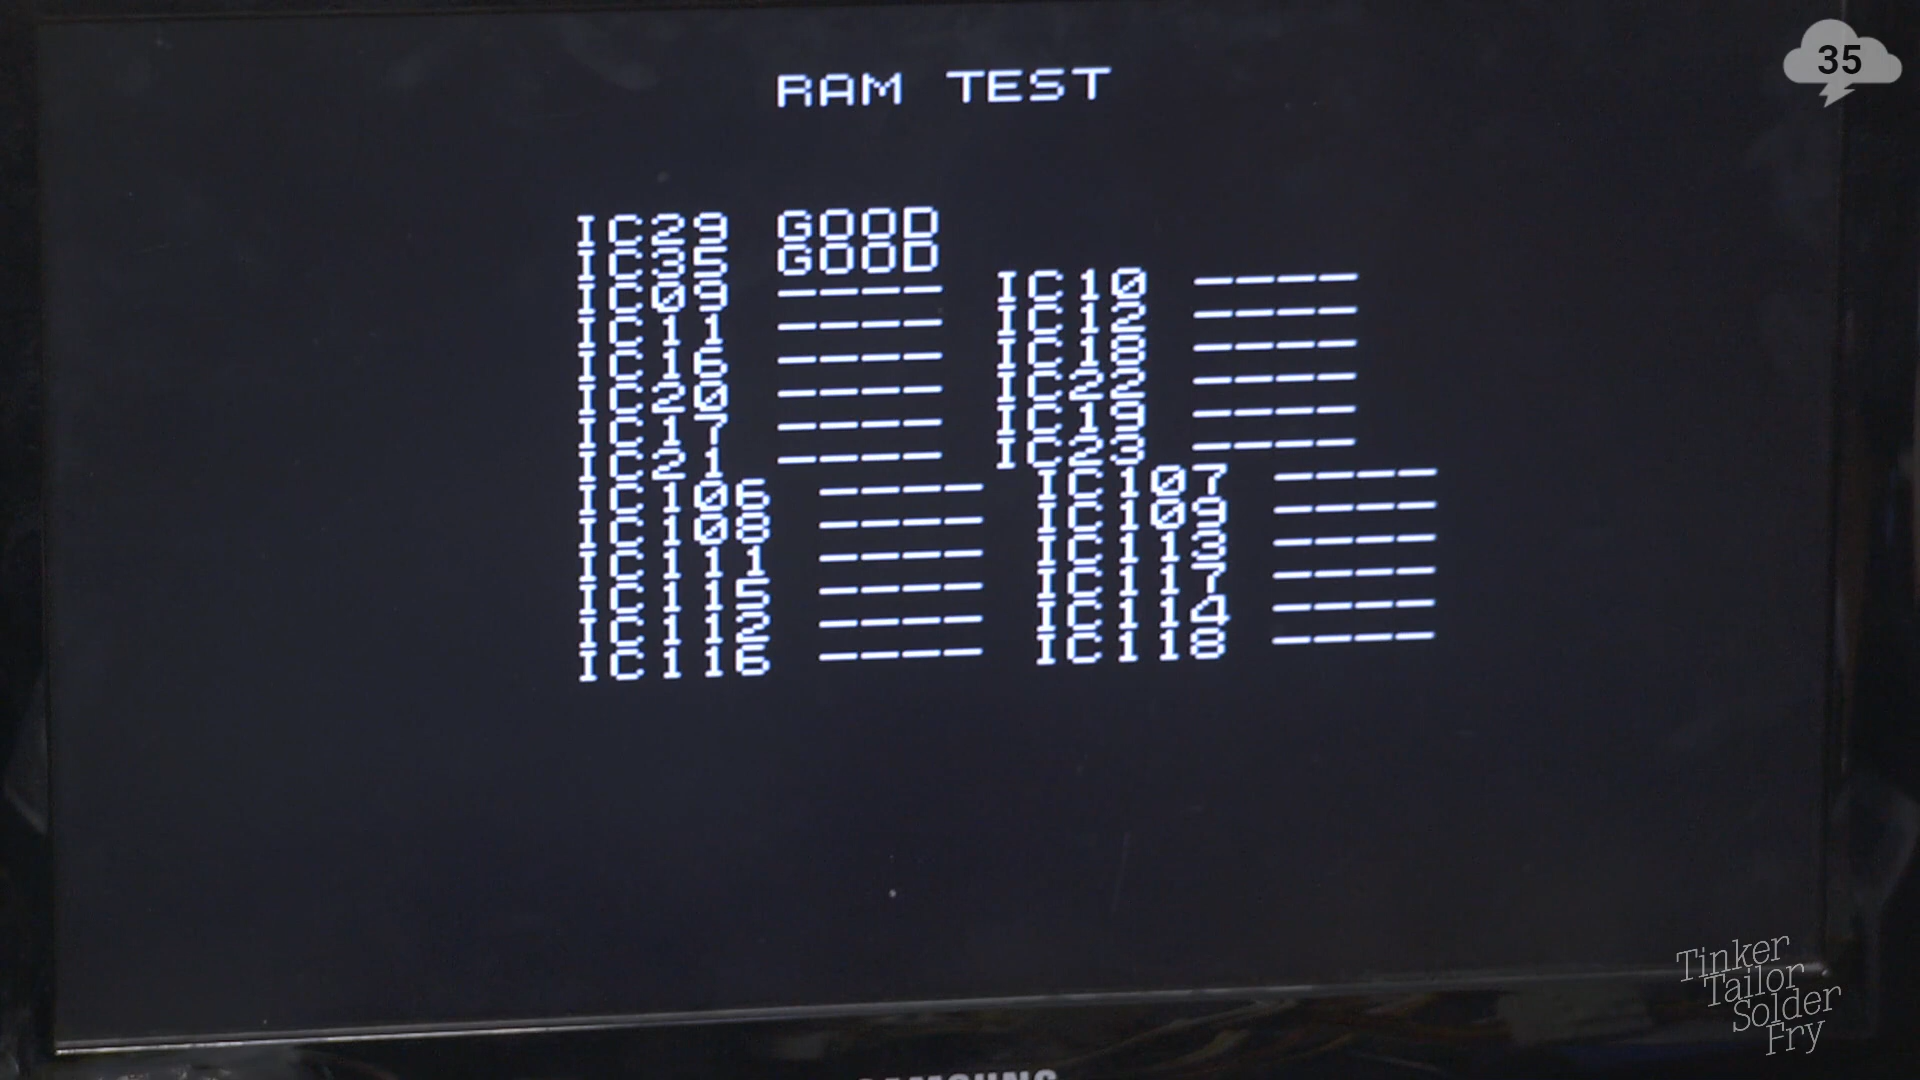 35
RAM TEST
IC29 GOOD
IC35 GOOD
IC09 ---- IC10 ----
IC11 ---- IC12 ----
IC16 ---- IC18 ----
IC20 ---- IC22 ----
IC17 ---- IC19 ----
IC21 ---- IC23 ----
IC106 ---- IC107 ----
IC108 ---- IC109 ----
IC111 ---- IC113 ----
IC115 ---- IC117 ----
IC112 ---- IC114 ----
IC116 ---- IC118 ----
Tinker
Tailor
Solder
Fry
SAMSUNG